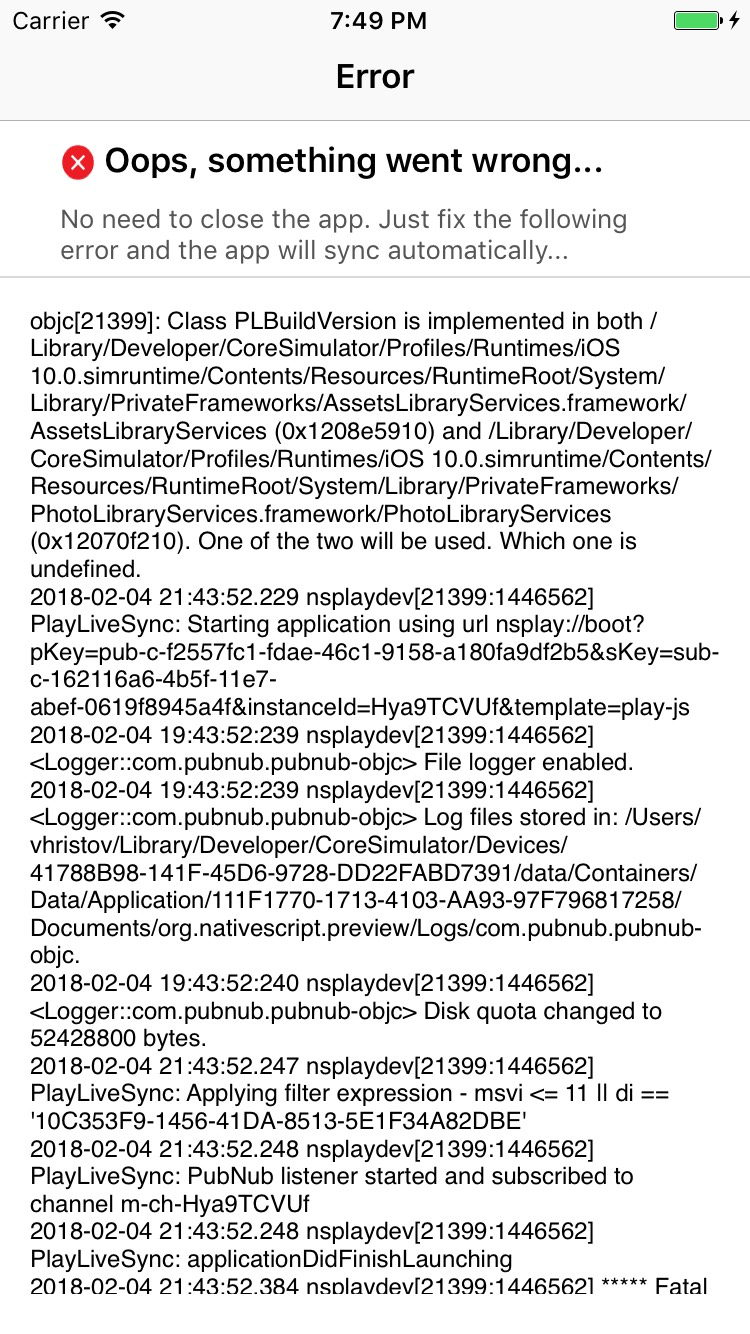 Carrier 7:49 PM
Error
Oops, something went wrong...
No need to close the app. Just fix the following
error and the app will sync automatically...
objc[21399]: Class PLBuildVersion is implemented in both /
Library/Developer/CoreSimulator/Profiles/Runtimes/iOS
10.0.simruntime/Contents/Resources/RuntimeRoot/System/
Library/PrivateFrameworks/AssetsLibraryServices.framework/
AssetsLibraryServices (0x1208e5910) and /Library/Developer/
CoreSimulator/Profiles/Runtimes/iOS 10.0.simruntime/Contents/
Resources/RuntimeRoot/System/Library/PrivateFrameworks/
PhotoLibraryServices.framework/PhotoLibraryServices
(0x12070f210). One of the two will be used. Which one is
undefined.
2018-02-04 21:43:52.229 nsplaydev[21399:1446562]
PlayLiveSync: Starting application using url nsplay://boot?
pKey=pub-c-f2557fc1-fdae-46c1-9158-a180fa9df2b5&sKey=sub-
c-162116a6-4b5f-11e7-
abef-0619f8945a4f&instanceId=Hya9TCVUf&template=play-js
2018-02-04 19:43:52:239 nsplaydev[21399:1446562]
<Logger::com.pubnub.pubnub-objc> File logger enabled.
2018-02-04 19:43:52:239 nsplaydev[21399:1446562]
<Logger::com.pubnub.pubnub-objc> Log files stored in: /Users/
vhristov/Library/Developer/CoreSimulator/Devices/
41788B98-141F-45D6-9728-DD22FABD7391/data/Containers/
Data/Application/111F1770-1713-4103-AA93-97F796817258/
Documents/org.nativescript.preview/Logs/com.pubnub.pubnub-
objc.
2018-02-04 19:43:52:240 nsplaydev[21399:1446562]
<Logger::com.pubnub.pubnub-objc> Disk quota changed to
52428800 bytes.
2018-02-04 21:43:52.247 nsplaydev[21399:1446562]
PlayLiveSync: Applying filter expression - msvi <= 11 || di ==
'10C353F9-1456-41DA-8513-5E1F34A82DBE'
2018-02-04 21:43:52.248 nsplaydev[21399:1446562]
PlayLiveSync: PubNub listener started and subscribed to
channel m-ch-Hya9TCVUf
2018-02-04 21:43:52.248 nsplaydev[21399:1446562]
PlayLiveSync: applicationDidFinishLaunching
2018-02-04 21:43:52.384 nsplaydev[21399:1446562] ***** Fatal